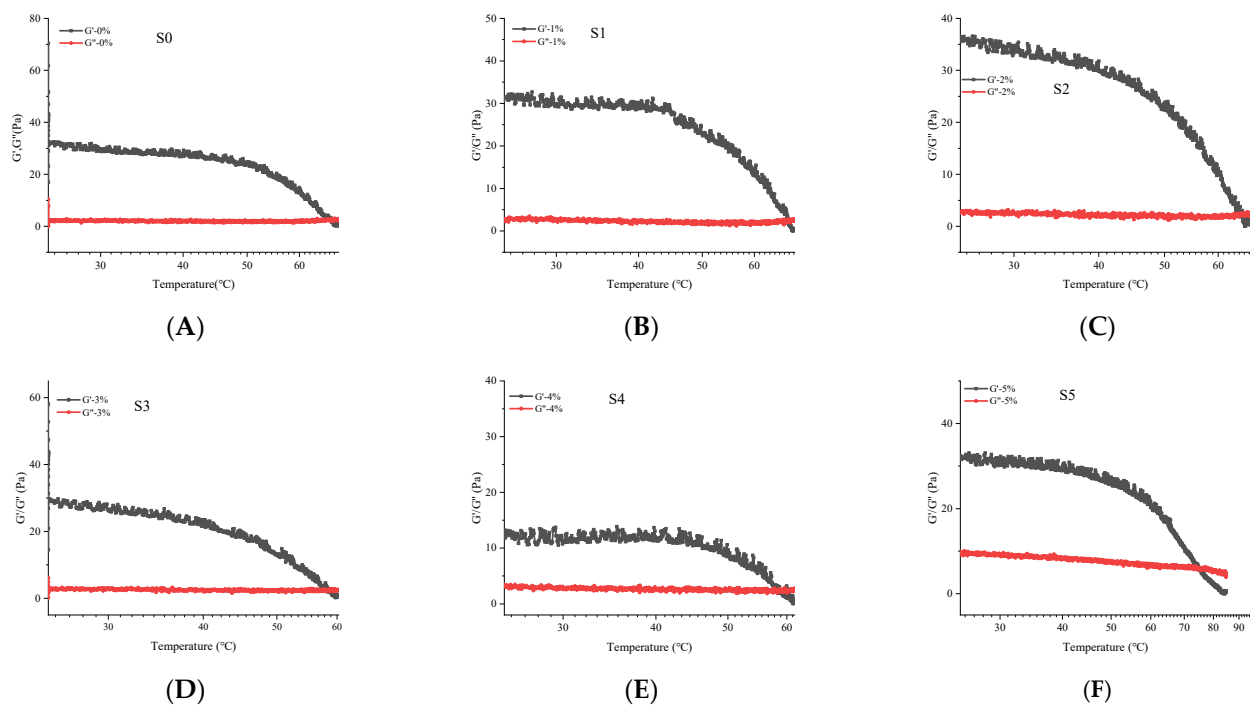 G'-0%
G''-0%
S0
80
60
40
20
0
G',G''(Pa)
30
40
50
60
Temperature(℃)
(A)
G'-1%
G''-1%
S1
50
40
30
20
10
0
G'/G'' (Pa)
30
40
50
60
Temperature (℃)
(B)
G'-2%
G''-2%
S2
40
30
20
10
0
G'/G'' (Pa)
30
40
50
60
Temperature (℃)
(C)
G'-3%
G''-3%
S3
60
40
20
0
G'/G'' (Pa)
30
40
50
60
Temperature (℃)
(D)
G'-4%
G''-4%
S4
40
30
20
10
0
G'/G'' (Pa)
30
40
50
60
Temperature (℃)
(E)
G'-5%
G''-5%
S5
40
20
0
G'/G'' (Pa)
30
40
50
60
70
80
90
Temperature (℃)
(F)